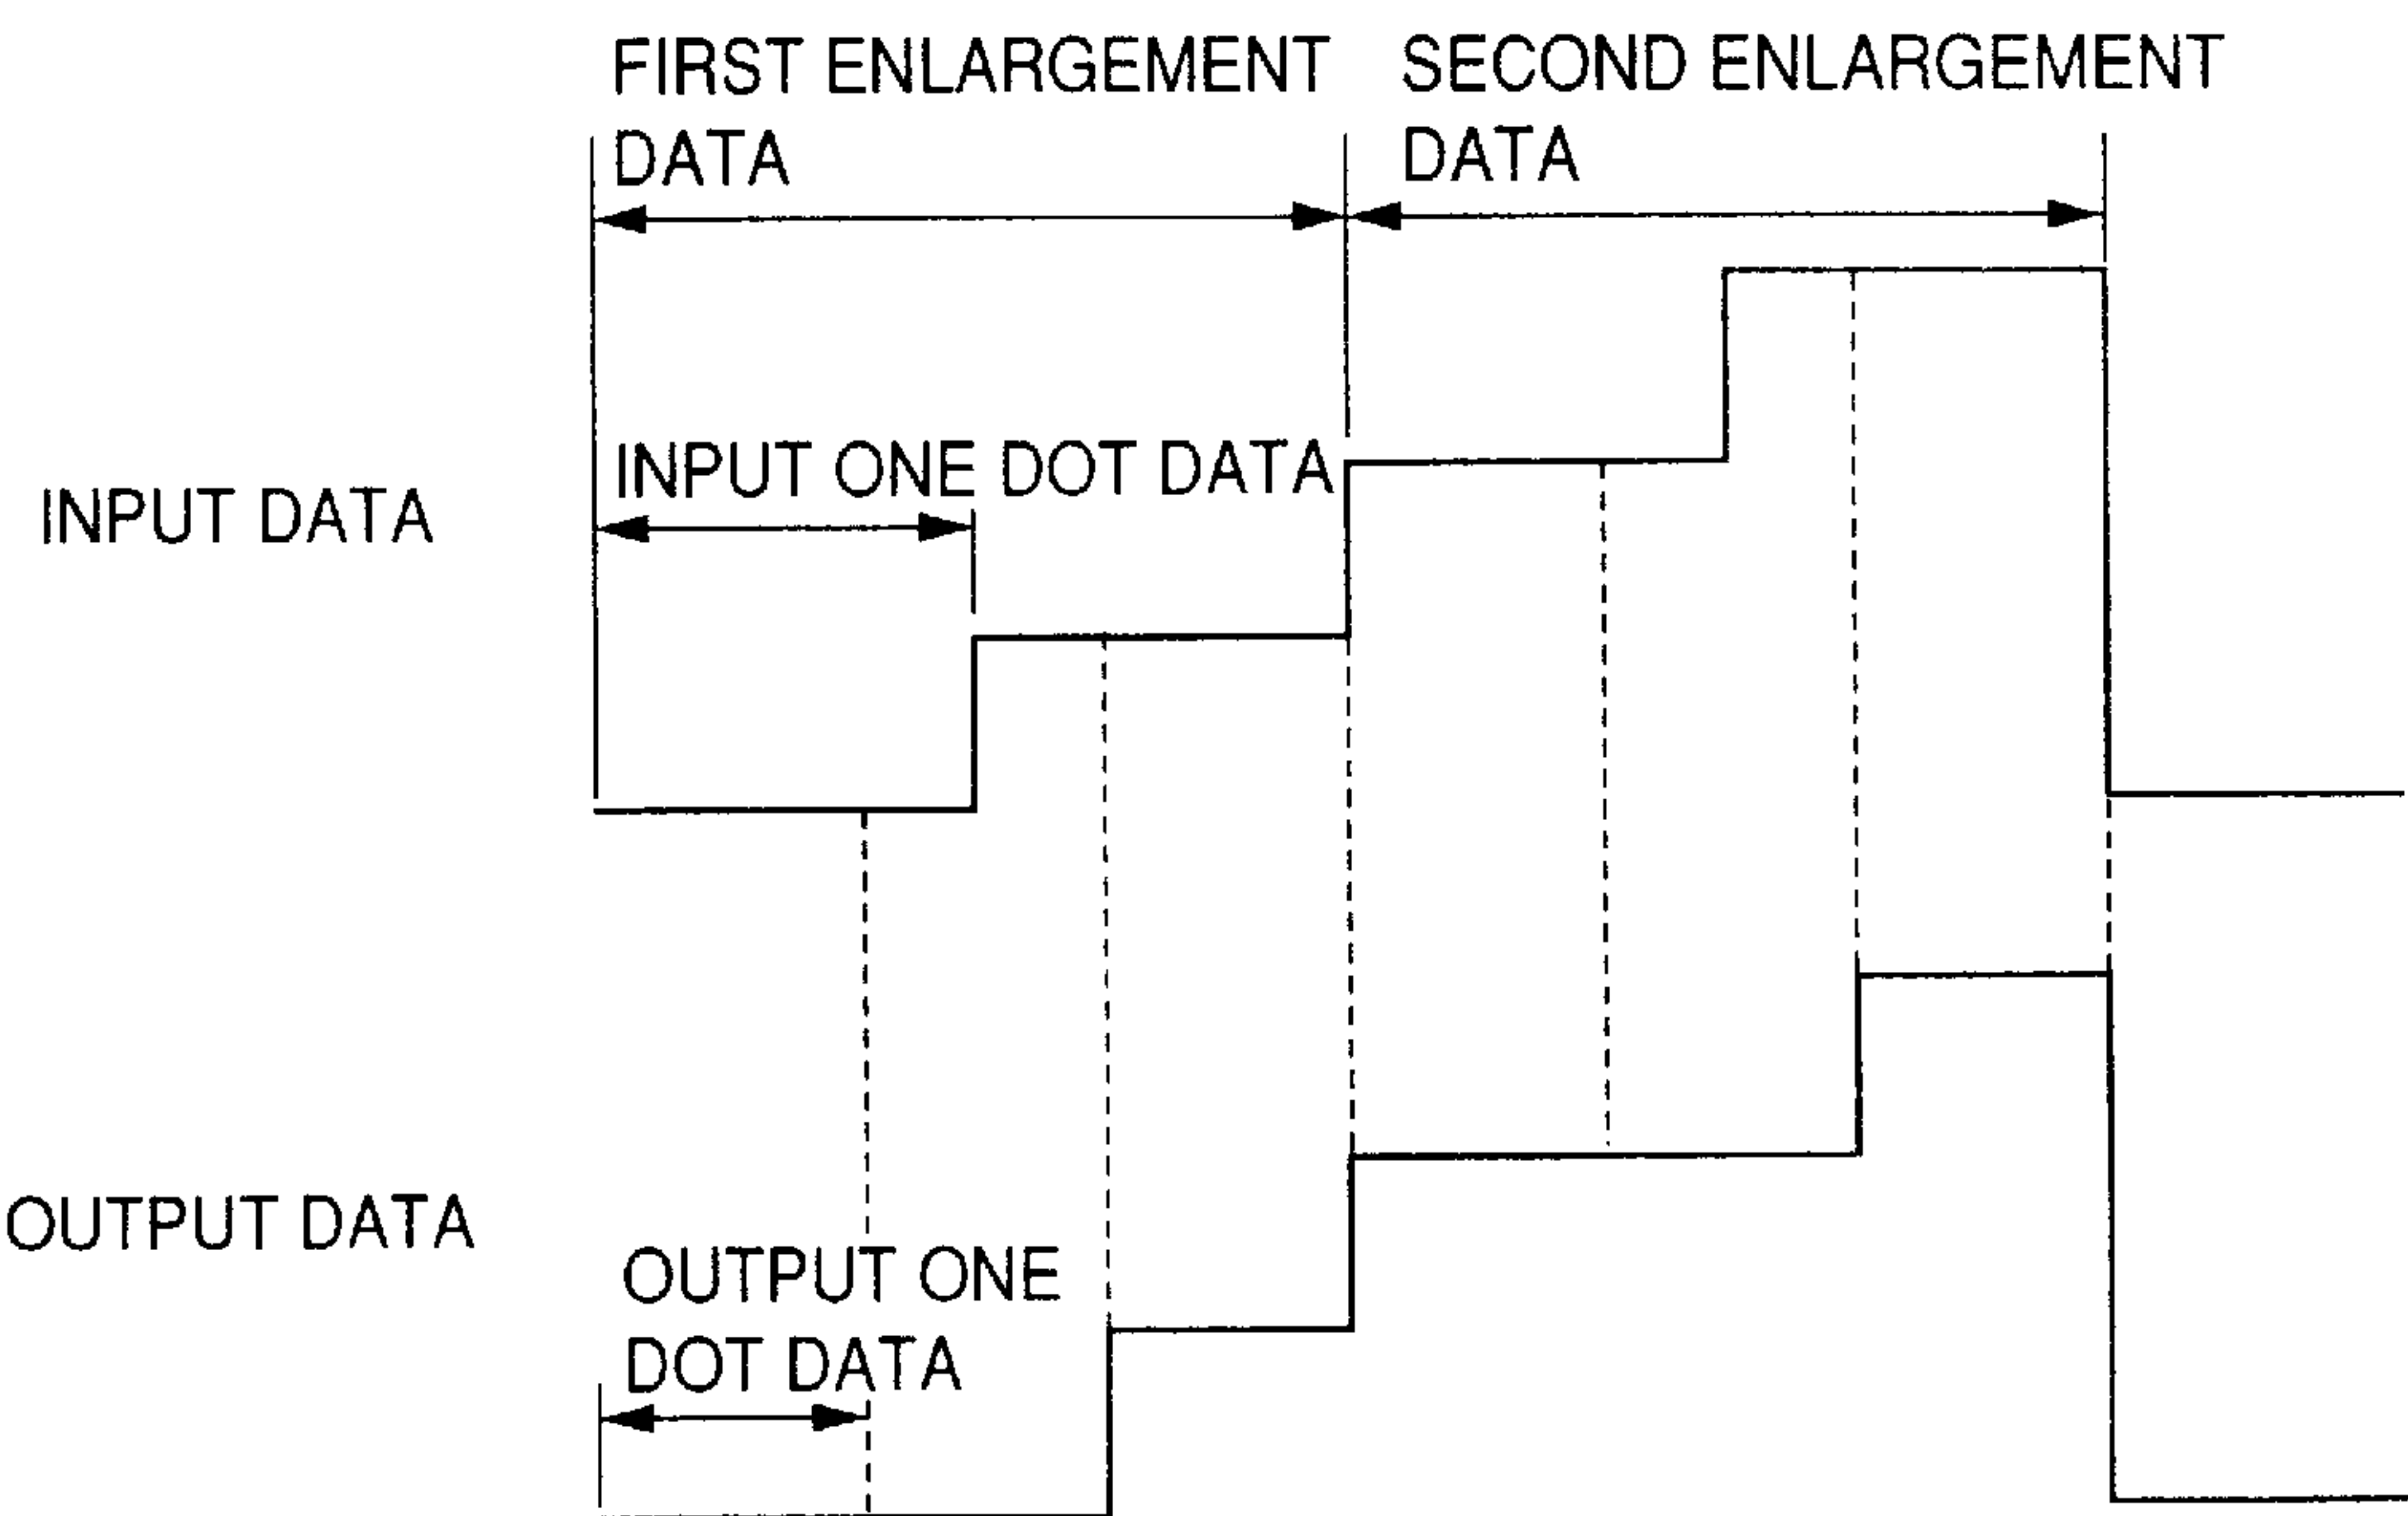 FIRST ENLARGEMENT
DATA
SECOND ENLARGEMENT
DATA
INPUT ONE DOT DATA
INPUT DATA
OUTPUT DATA
OUTPUT ONE
DOT DATA